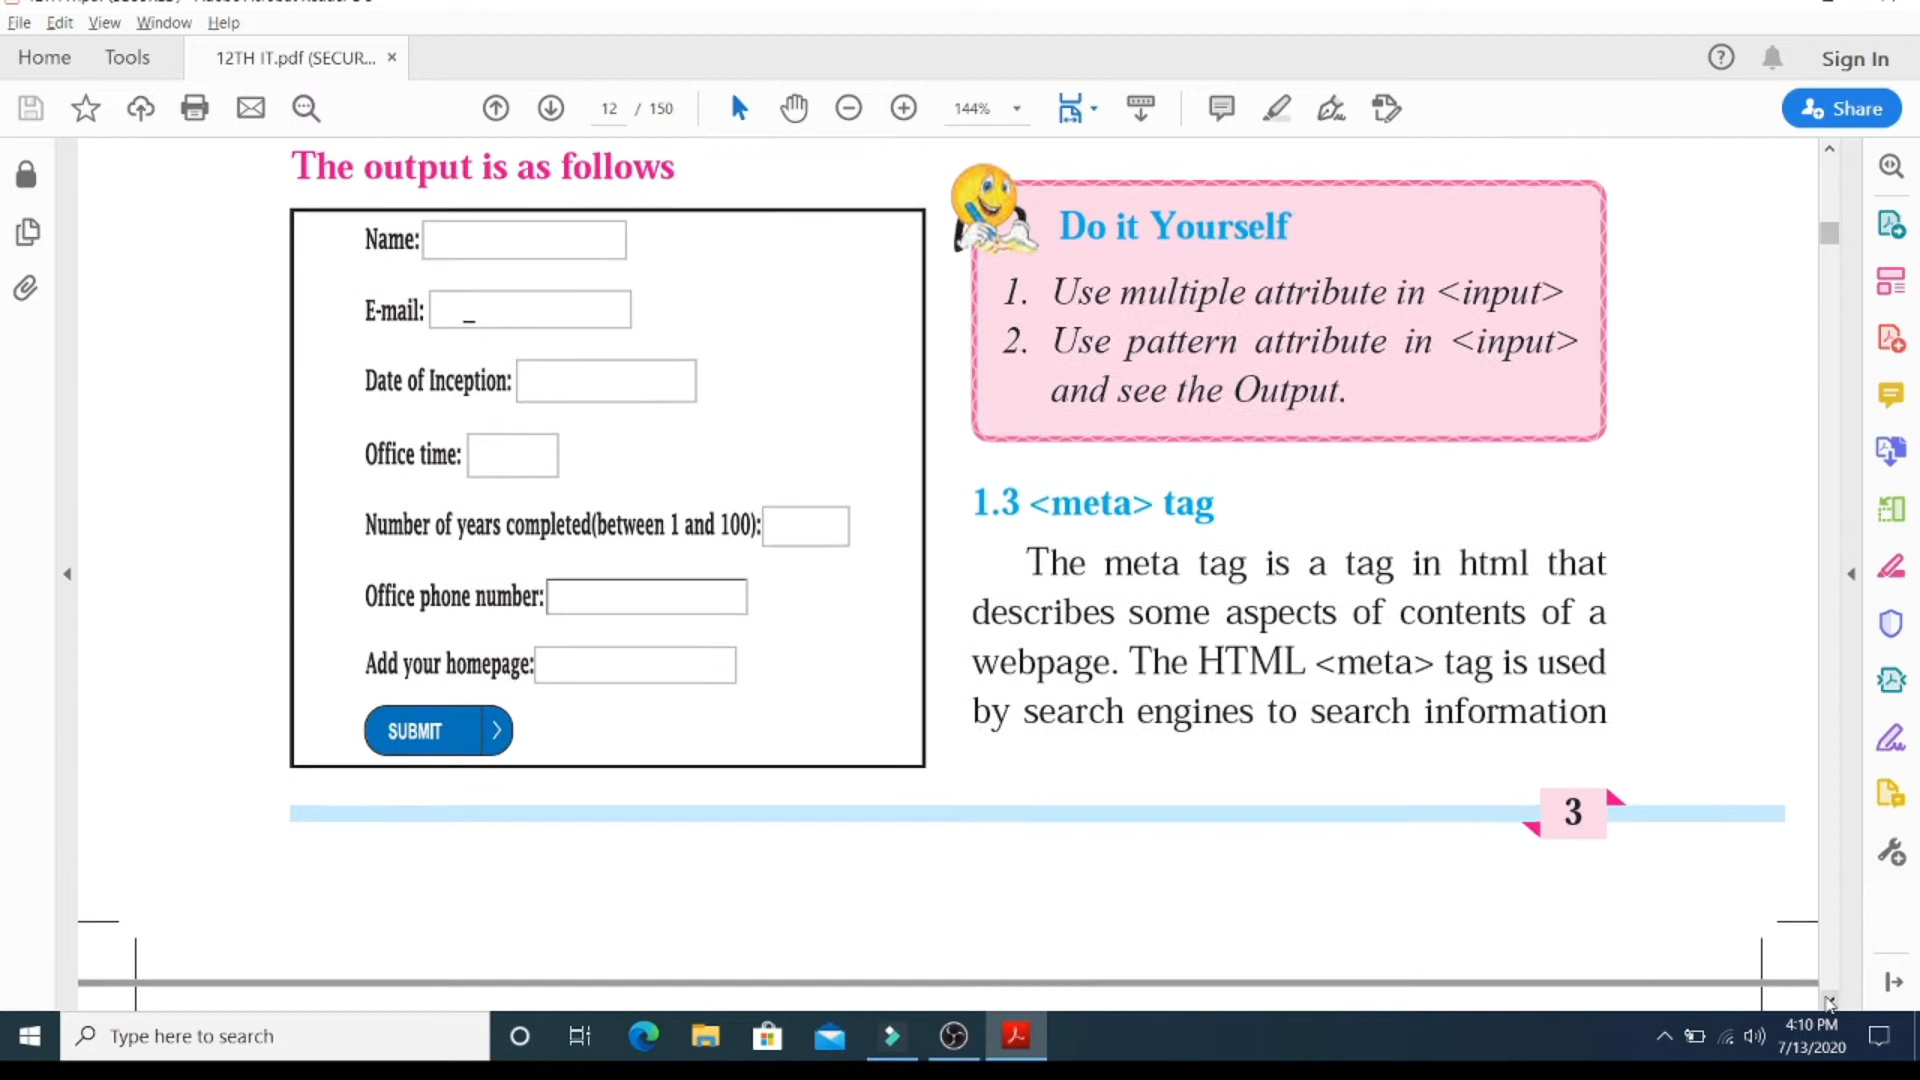 File Edit View Window Help
Home Tools 12TH IT.pdf (SECUR... × Sign In
12 / 150 144% Share
The output is as follows
Name:
E-mail: _
Date of Inception:
Office time:
Number of years completed(between 1 and 100):
Office phone number:
Add your homepage:
SUBMIT
Do it Yourself
1. Use multiple attribute in <input>
2. Use pattern attribute in <input>
and see the Output.
1.3 <meta> tag
The meta tag is a tag in html that
describes some aspects of contents of a
webpage. The HTML <meta> tag is used
by search engines to search information
3
Type here to search
4:10 PM
7/13/2020